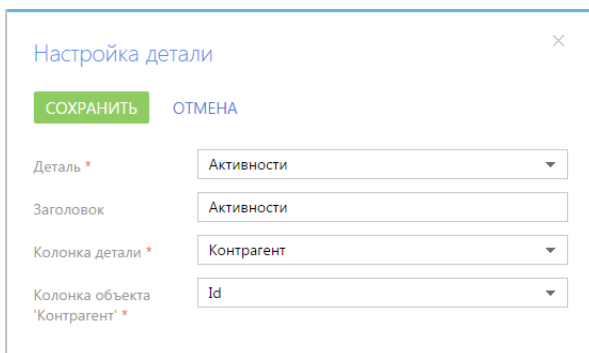 Настройка детали
СОХРАНИТЬ ОТМЕНА
Деталь * Активности
Заголовок Активности
Колонка детали * Контрагент
Колонка объекта Id
'Контрагент' *